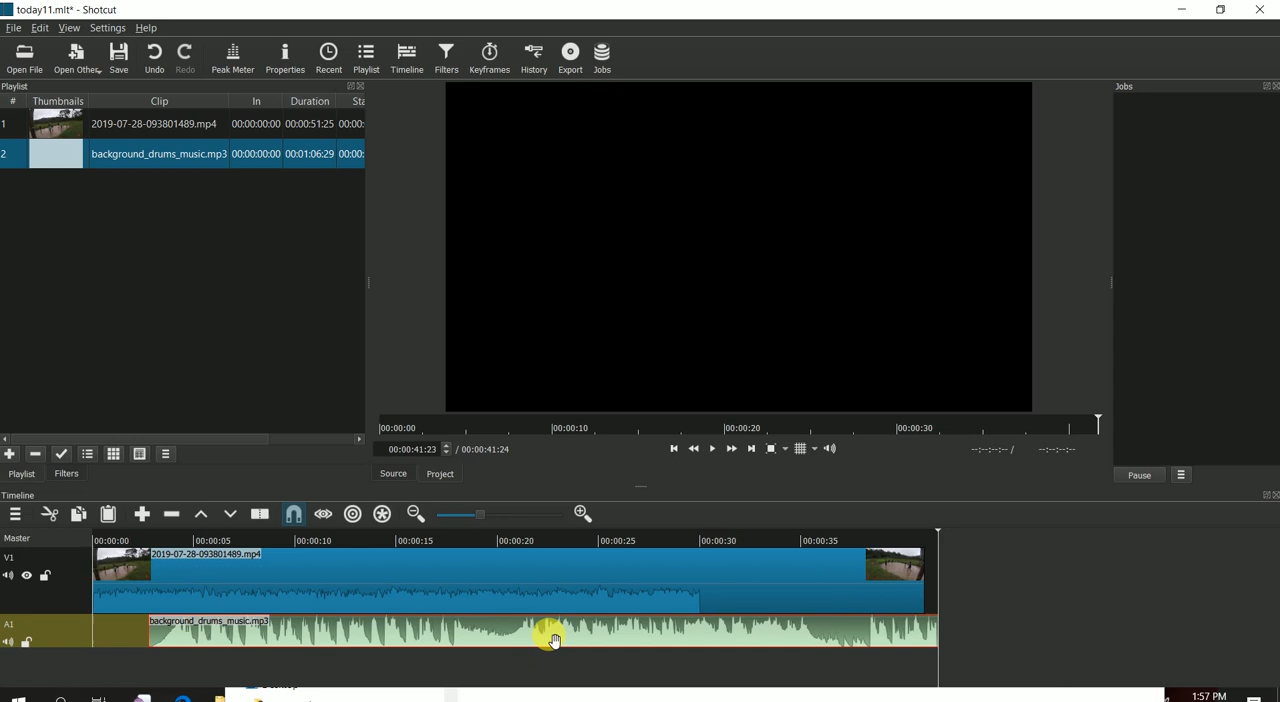 today11.mlt* - Shotcut
File Edit View Settings Help
Open File Open Other Save Undo Redo Peak Meter Properties Recent Playlist Timeline Filters Keyframes History Export Jobs
Playlist
# Thumbnails Clip In Duration Sta
1 2019-07-28-093801489.mp4 00:00:00:00 00:00:51:25 00:00:
2 background_drums_music.mp3 00:00:00:00 00:01:06:29 00:00:
Jobs
00:00:00 00:00:10 00:00:20 00:00:30
00:00:41:23 / 00:00:41:24 --:--:--:-- / --:--:--:--
Playlist Filters
Source Project
Pause
Timeline
Master 00:00:00 00:00:05 00:00:10 00:00:15 00:00:20 00:00:25 00:00:30 00:00:35
V1 2019-07-28-093801489.mp4
A1 background_drums_music.mp3
1:57 PM